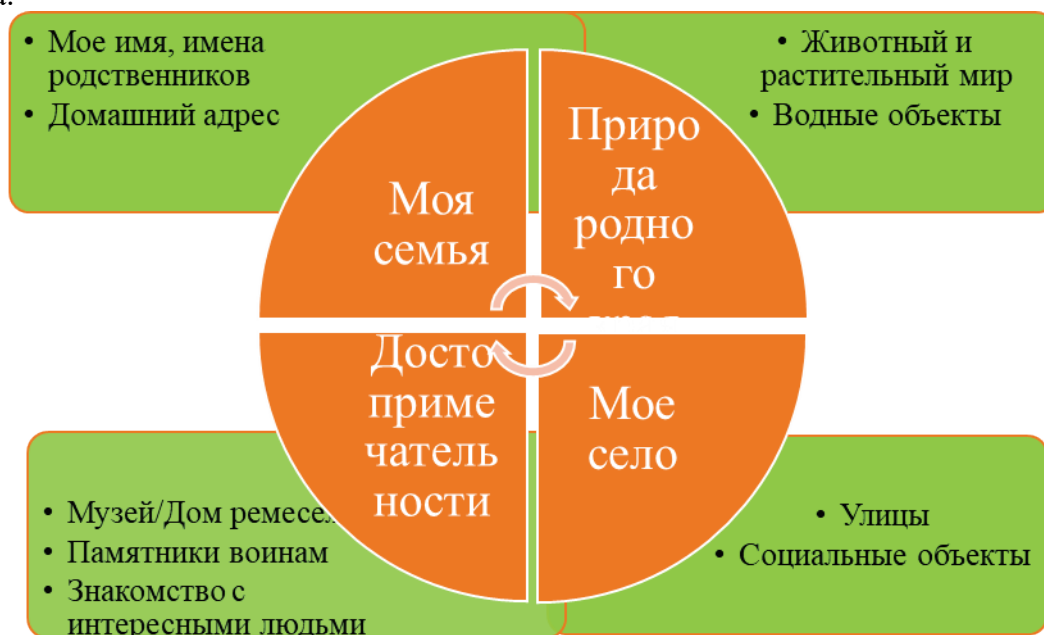 • Мое имя, имена
родственников
• Домашний адрес
• Животный и
растительный мир
• Водные объекты
Моя
семья
Приро
да
родно
го
Досто
приме
чатель
ности
Мое
село
• Музей/Дом
• Памятники воинам
• Знакомство с
интересными людьми
• Улицы
• Социальные объекты